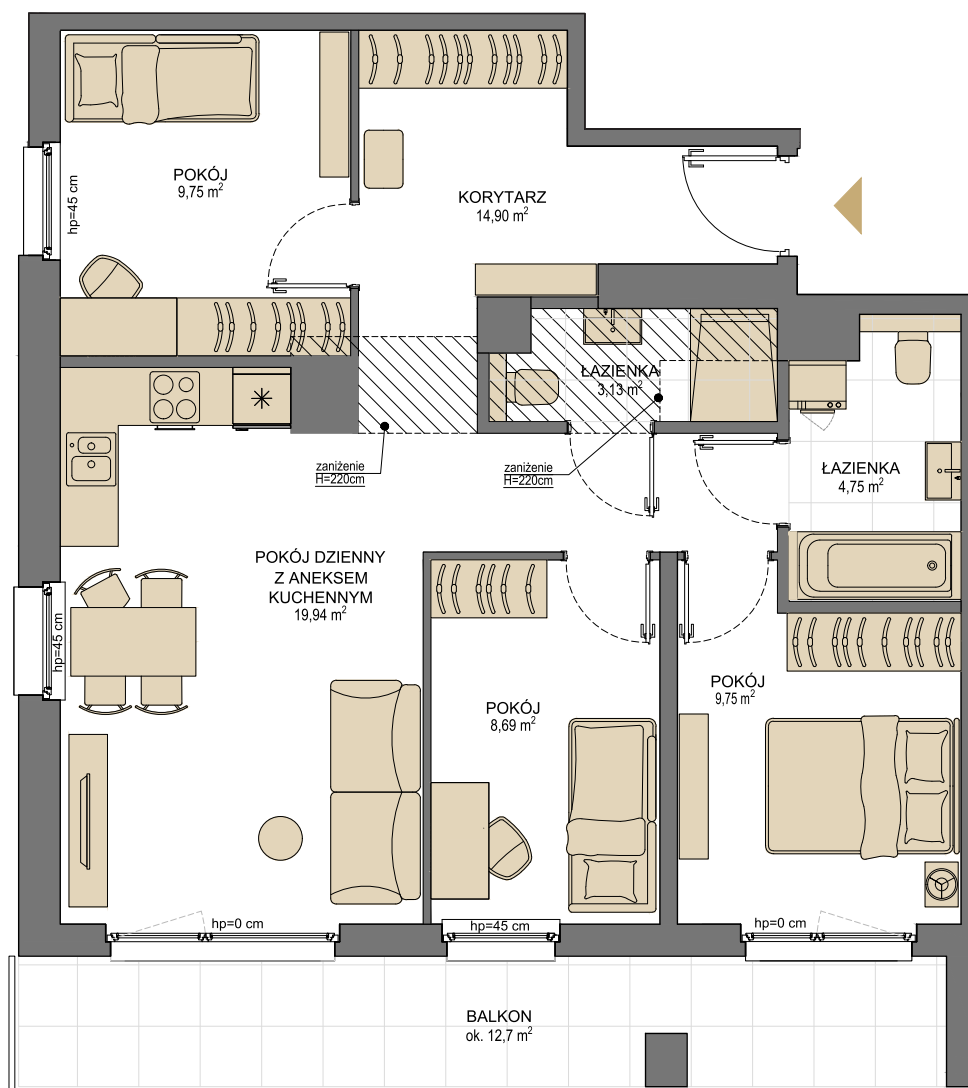 POKÓJ
9,75 m²
hp=45 cm
KORYTARZ
14,90 m²
ŁAZIENKA
3,13 m²
zaniżenie
H=220cm
zaniżenie
H=220cm
ŁAZIENKA
4,75 m²
POKÓJ DZIENNY
Z ANEKSEM
KUCHENNYM
19,94 m²
hp=45 cm
POKÓJ
8,69 m²
POKÓJ
9,75 m²
hp=0 cm
hp=45 cm
hp=0 cm
BALKON
ok. 12,7 m²